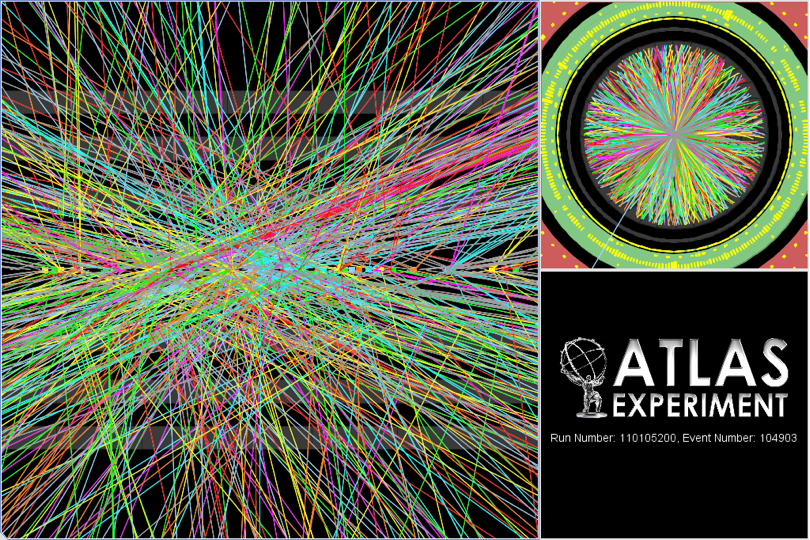 ATLAS
EXPERIMENT
Run Number: 110105200, Event Number: 104903